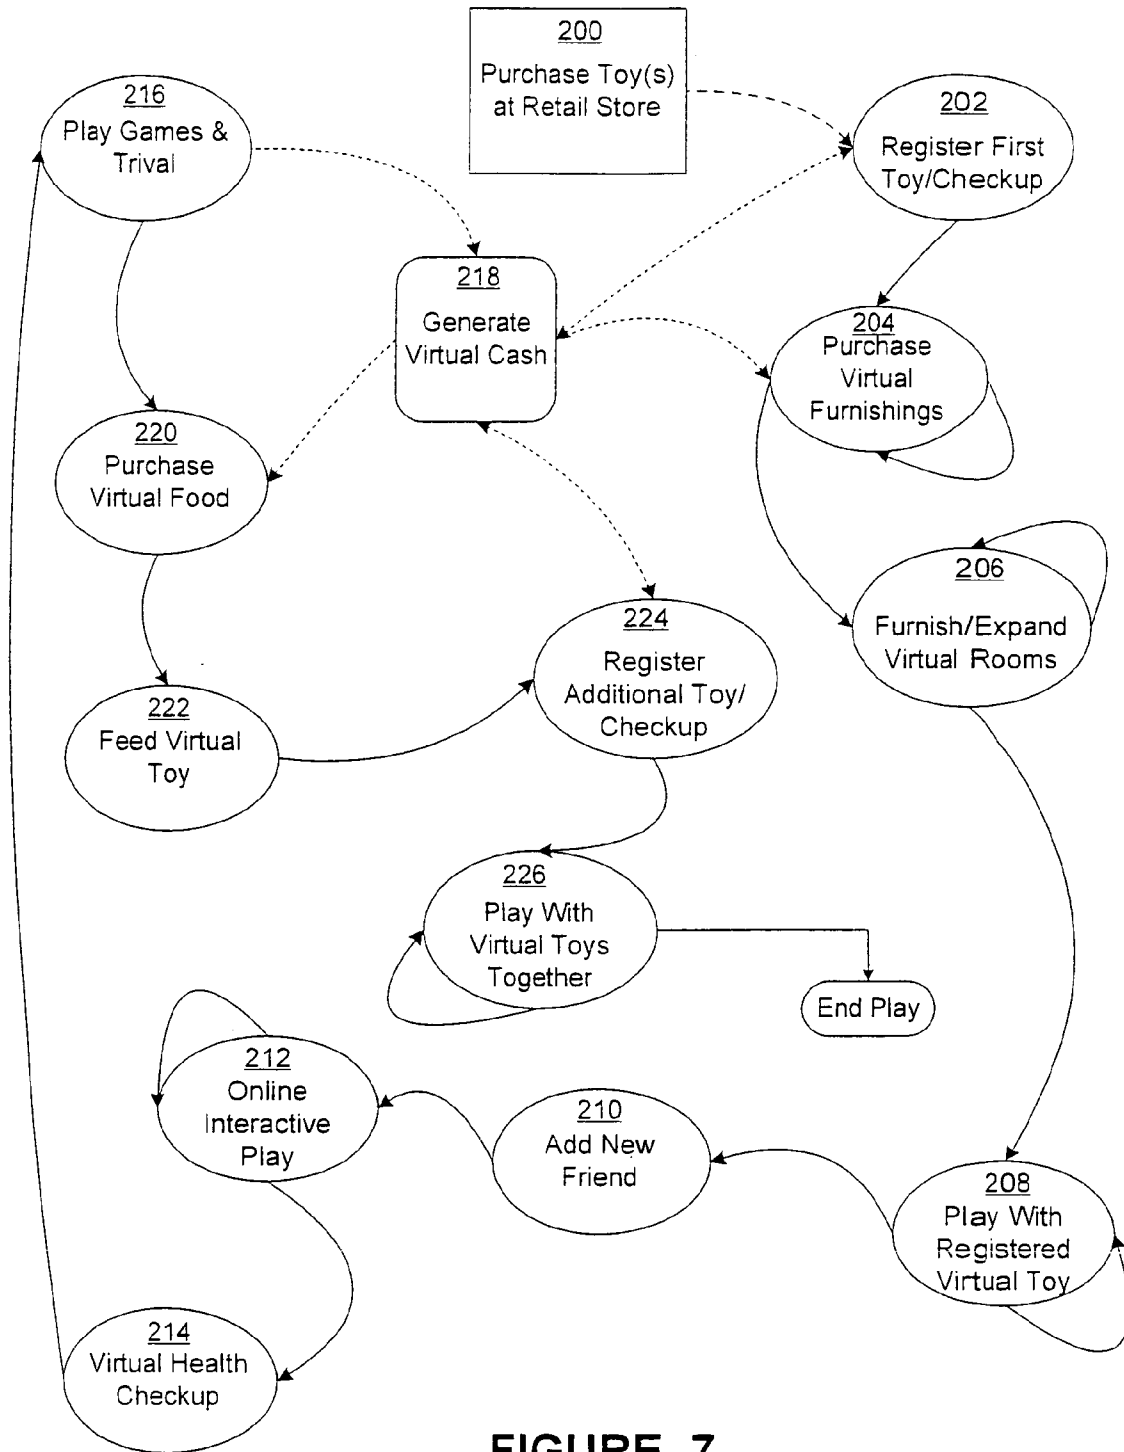 200
Purchase Toy(s)
at Retail Store
216
Play Games &
Trival
202
Register First
Toy/Checkup
218
Generate
Virtual Cash
204
Purchase
Virtual
Furnishings
220
Purchase
Virtual Food
206
Furnish/Expand
Virtual Rooms
224
Register
Additional Toy/
Checkup
222
Feed Virtual
Toy
226
Play With
Virtual Toys
Together
End Play
212
Online
Interactive
Play
210
Add New
Friend
208
Play With
Registered
Virtual Toy
214
Virtual Health
Checkup
FIGURE 7